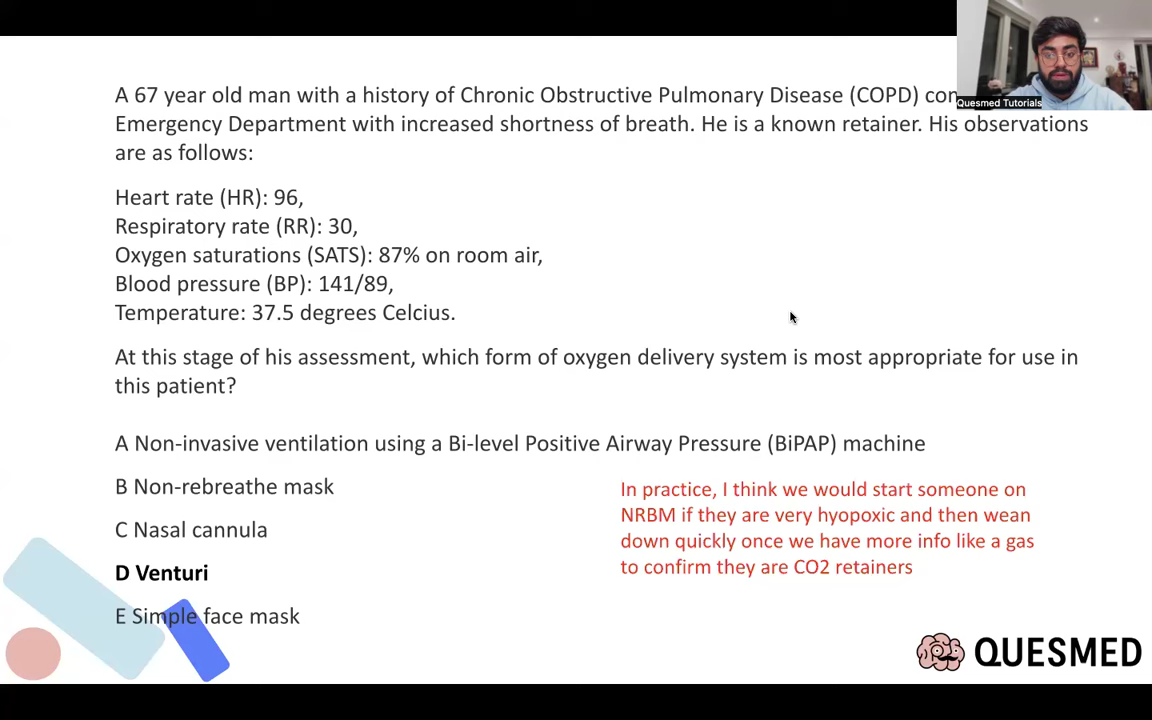 A 67 year old man with a history of Chronic Obstructive Pulmonary Disease (COPD)
Quesmed Tutorials
Emergency Department with increased shortness of breath. He is a known retainer. His observations
are as follows:
Heart rate (HR): 96,
Respiratory rate (RR): 30,
Oxygen saturations (SATS): 87% on room air,
Blood pressure (BP): 141/89,
Temperature: 37.5 degrees Celcius.
At this stage of his assessment, which form of oxygen delivery system is most appropriate for use in
this patient?
A Non-invasive ventilation using a Bi-level Positive Airway Pressure (BiPAP) machine
B Non-rebreathe mask
C Nasal cannula
D Venturi
E Simple face mask
In practice, I think we would start someone on
NRBM if they are very hyopoxic and then wean
down quickly once we have more info like a gas
to confirm they are CO2 retainers
QUESMED